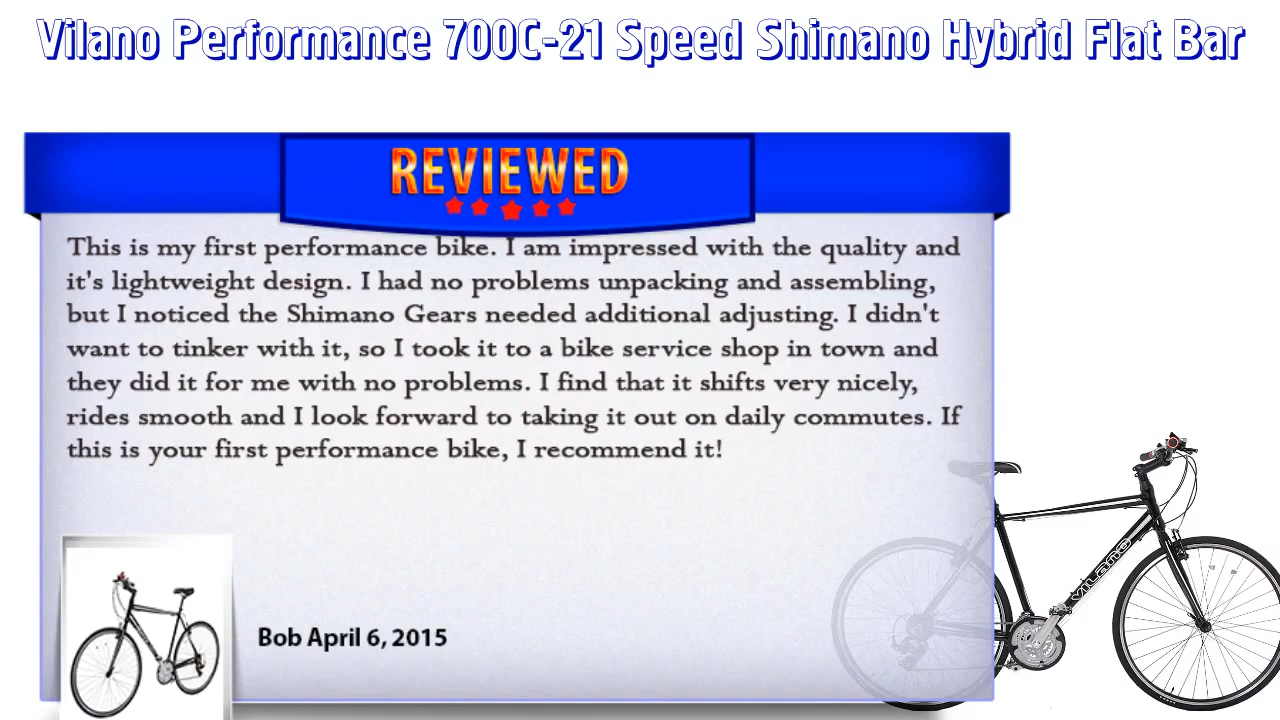 Vilano Performance 700C-21 Speed Shimano Hybrid Flat Bar
REVIEWED
This is my first performance bike. I am impressed with the quality and
it's lightweight design. I had no problems unpacking and assembling,
but I noticed the Shimano Gears needed additional adjusting. I didn't
want to tinker with it, so I took it to a bike service shop in town and
they did it for me with no problems. I find that it shifts very nicely,
rides smooth and I look forward to taking it out on daily commutes. If
this is your first performance bike, I recommend it!
VILANO
Bob April 6, 2015